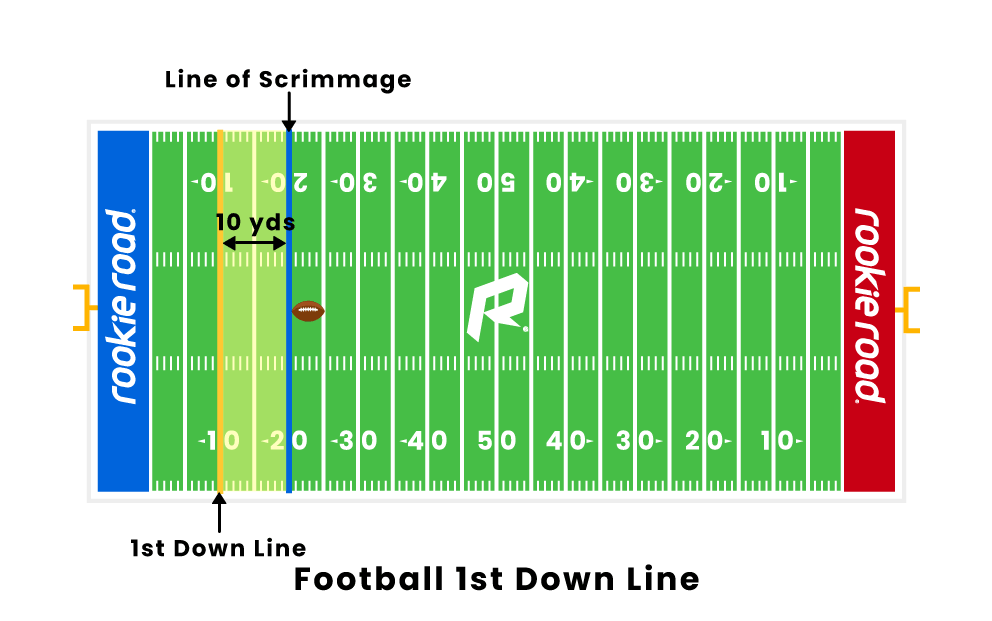 Line of Scrimmage
10 20 30 40 50 40 30 20 10
10 yds
rookie road
rookie road
10 20 30 40 50 40 30 20 10
1st Down Line
Football 1st Down Line